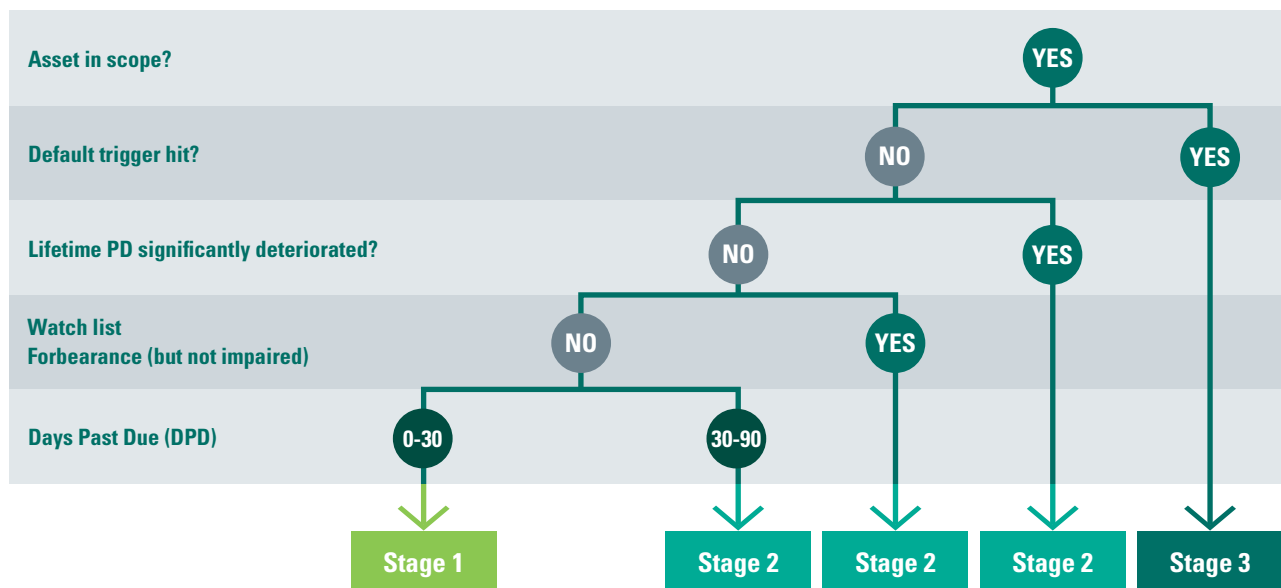 Asset in scope?
YES
Default trigger hit?
NO
YES
Lifetime PD significantly deteriorated?
NO
YES
Watch list
Forbearance (but not impaired)
NO
YES
Days Past Due (DPD)
0-30
30-90
Stage 1
Stage 2
Stage 2
Stage 2
Stage 3